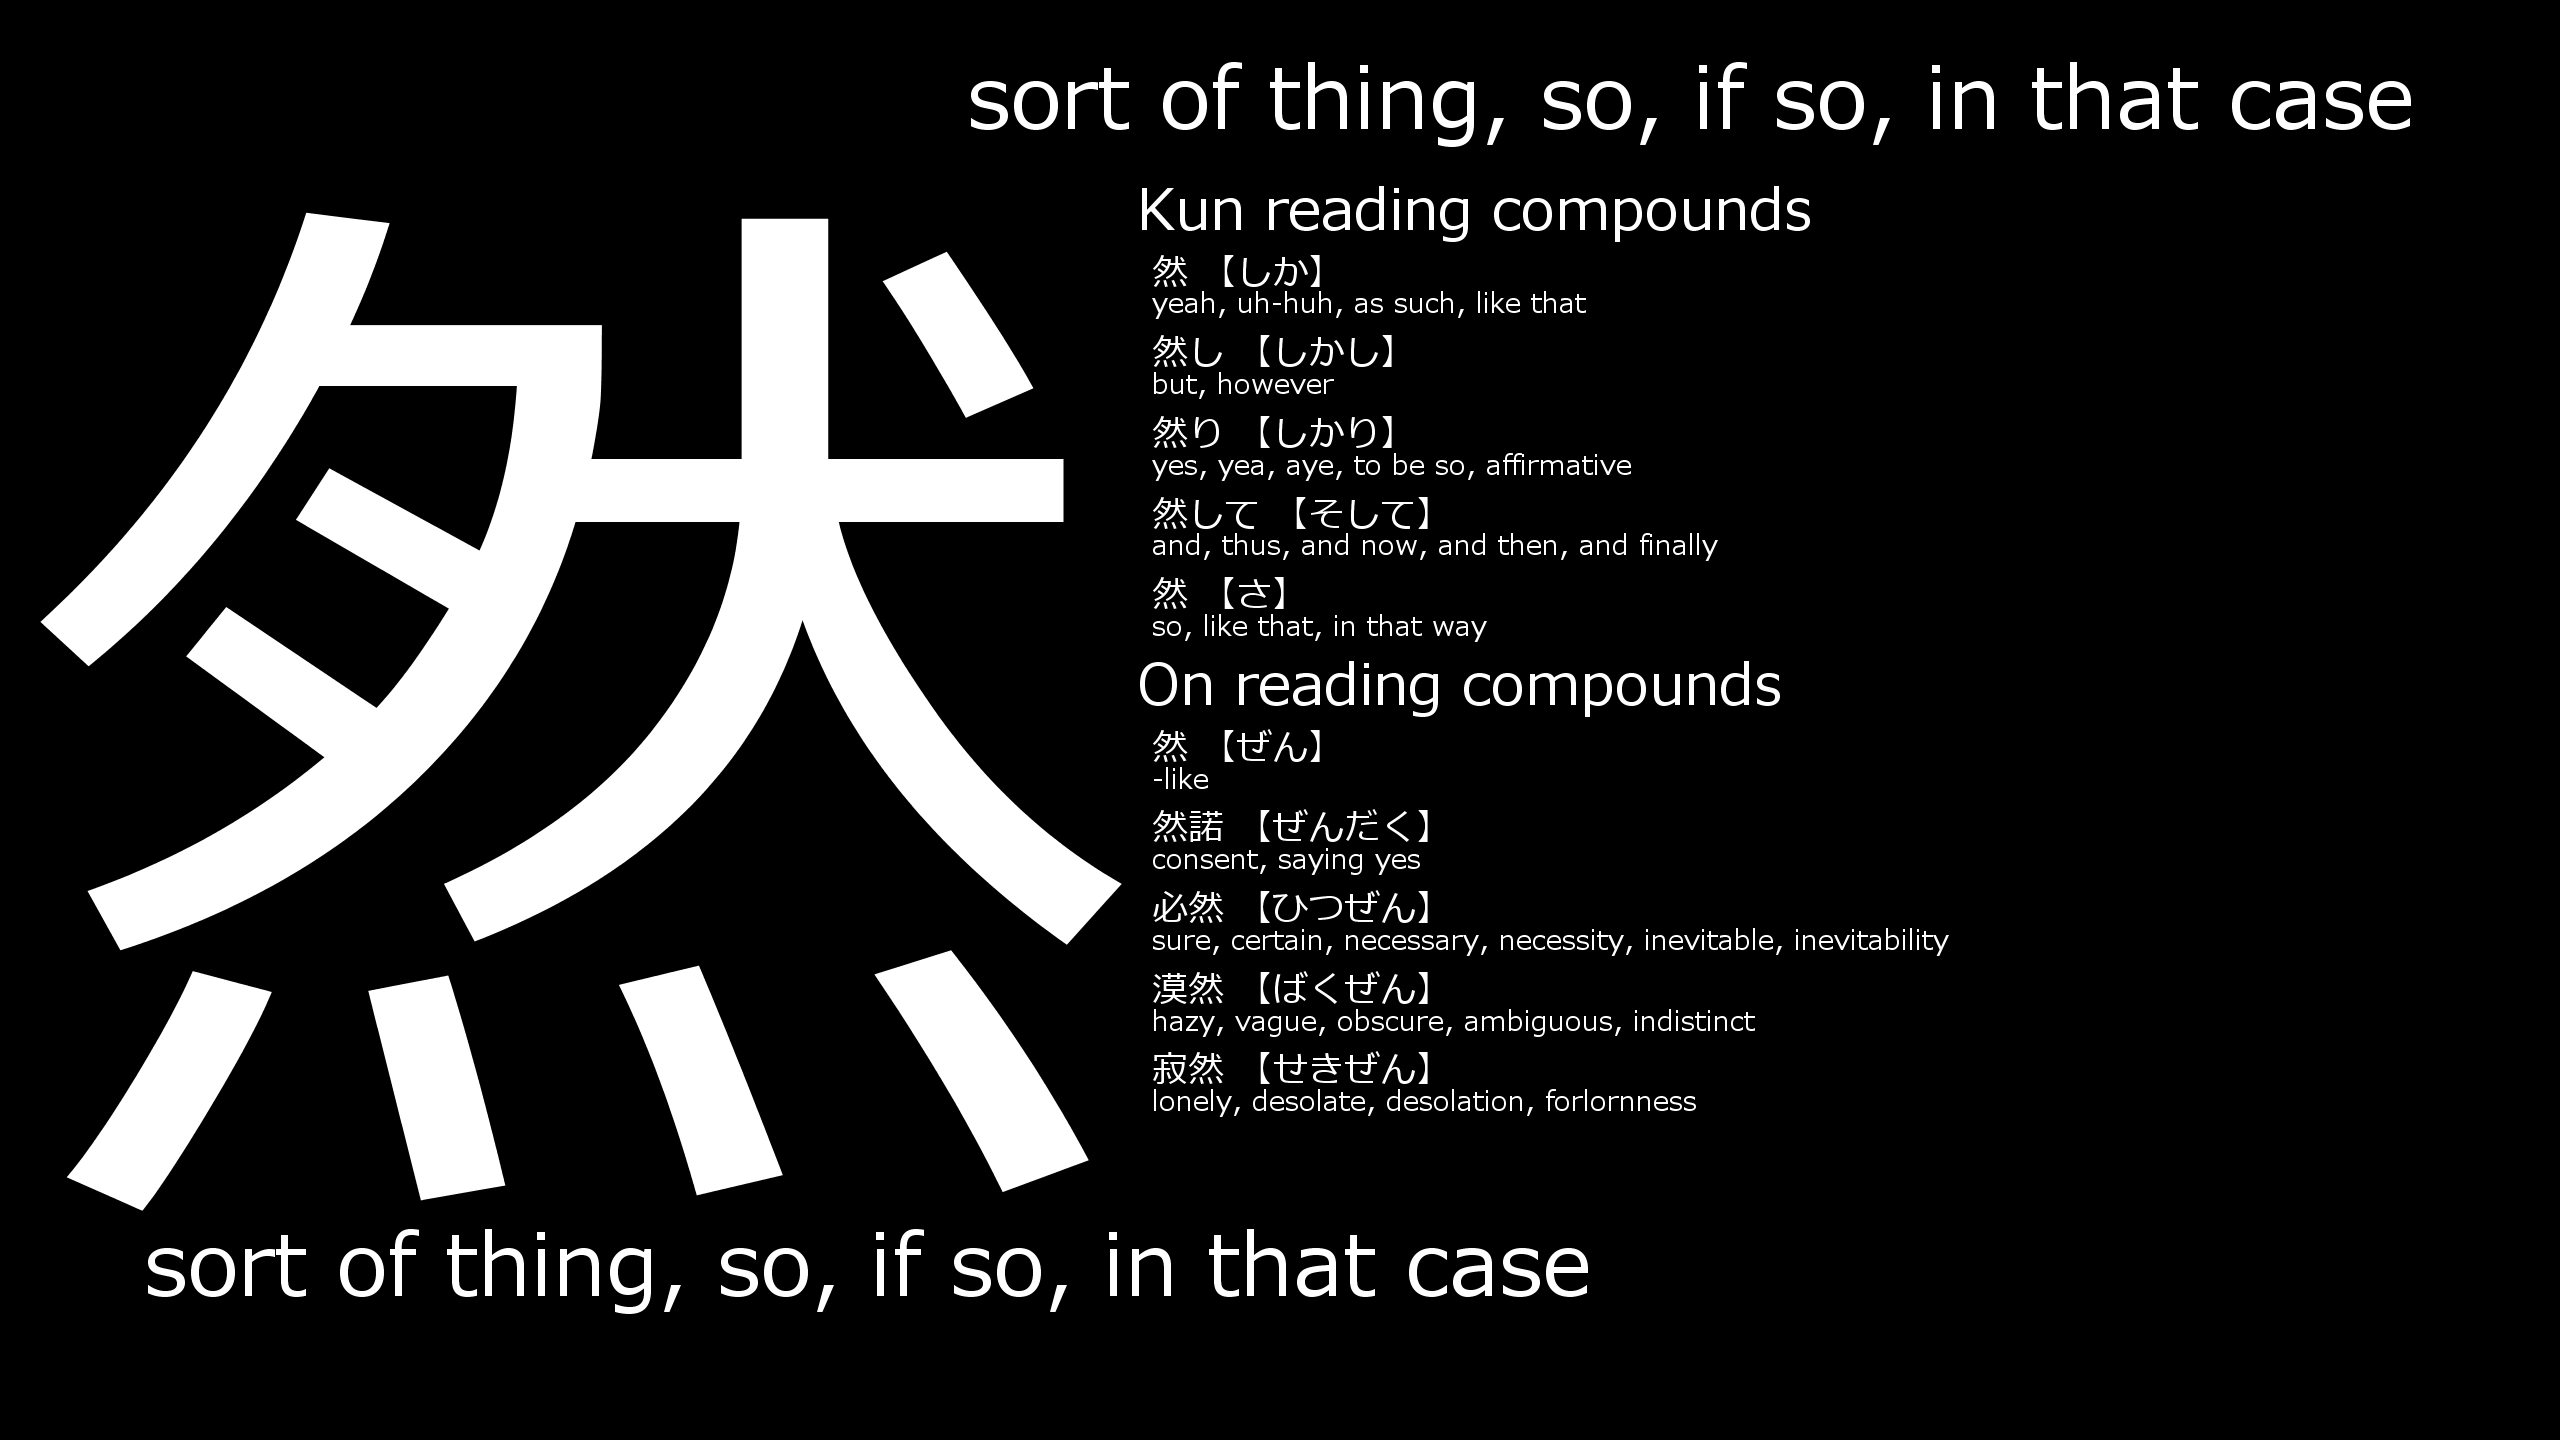 sort of thing, so, if so, in that case
然
Kun reading compounds
然 【しか】
yeah, uh-huh, as such, like that
然し 【しかし】
but, however
然り 【しかり】
yes, yea, aye, to be so, affirmative
然して 【そして】
and, thus, and now, and then, and finally
然 【さ】
so, like that, in that way
On reading compounds
然 【ぜん】
-like
然諾 【ぜんだく】
consent, saying yes
必然 【ひつぜん】
sure, certain, necessary, necessity, inevitable, inevitability
漠然 【ばくぜん】
hazy, vague, obscure, ambiguous, indistinct
寂然 【せきぜん】
lonely, desolate, desolation, forlornness
sort of thing, so, if so, in that case